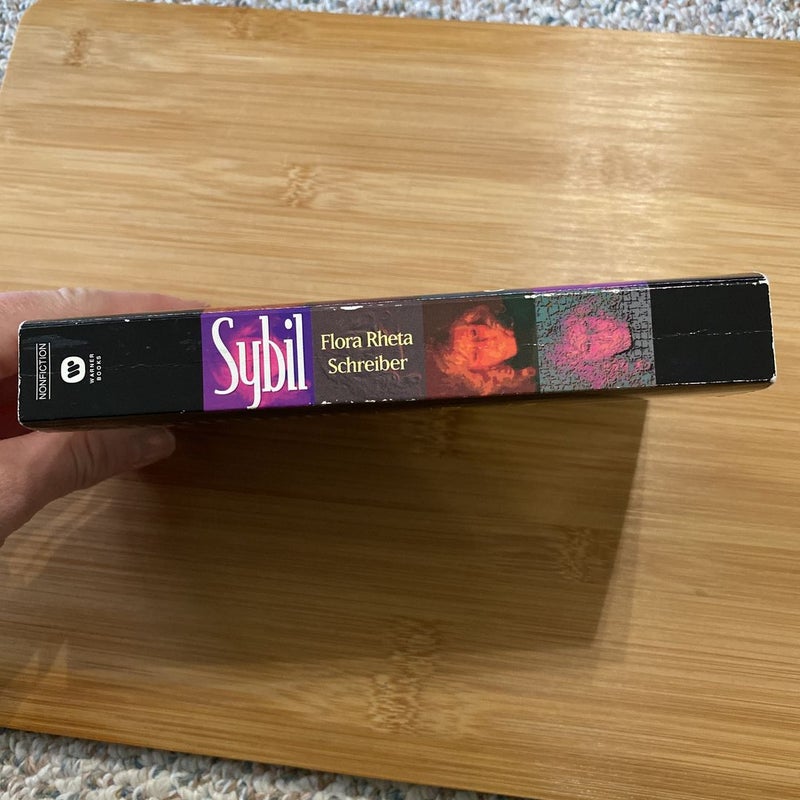 NONFICTION
WARNER
BOOKS
Sybil
Flora Rheta
Schreiber